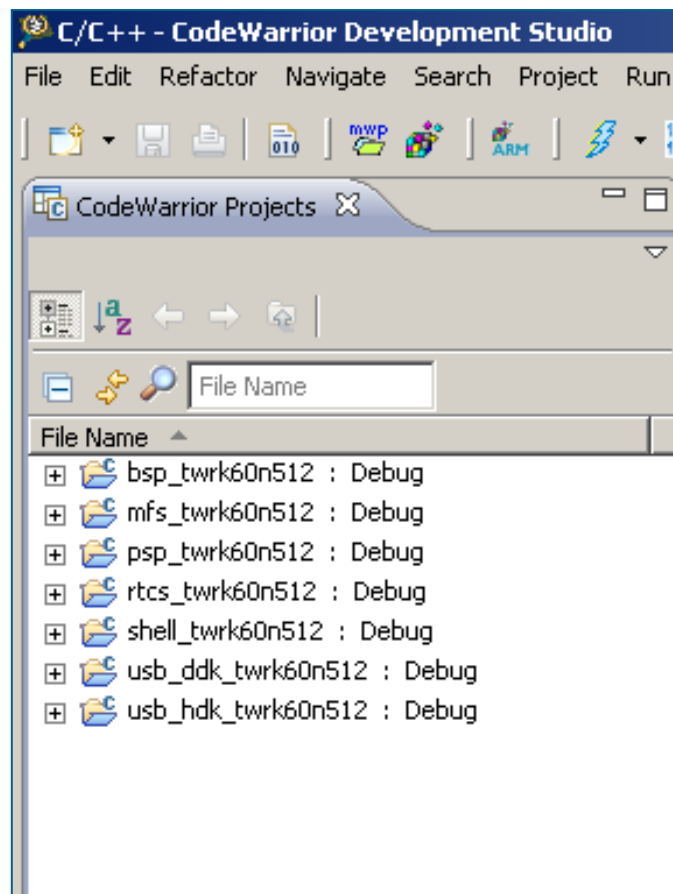 C/C++ - CodeWarrior Development Studio
File Edit Refactor Navigate Search Project Run
010 mwp ARM
CodeWarrior Projects
a
z
File Name
File Name
bsp_twrk60n512 : Debug
mfs_twrk60n512 : Debug
psp_twrk60n512 : Debug
rtcs_twrk60n512 : Debug
shell_twrk60n512 : Debug
usb_ddk_twrk60n512 : Debug
usb_hdk_twrk60n512 : Debug